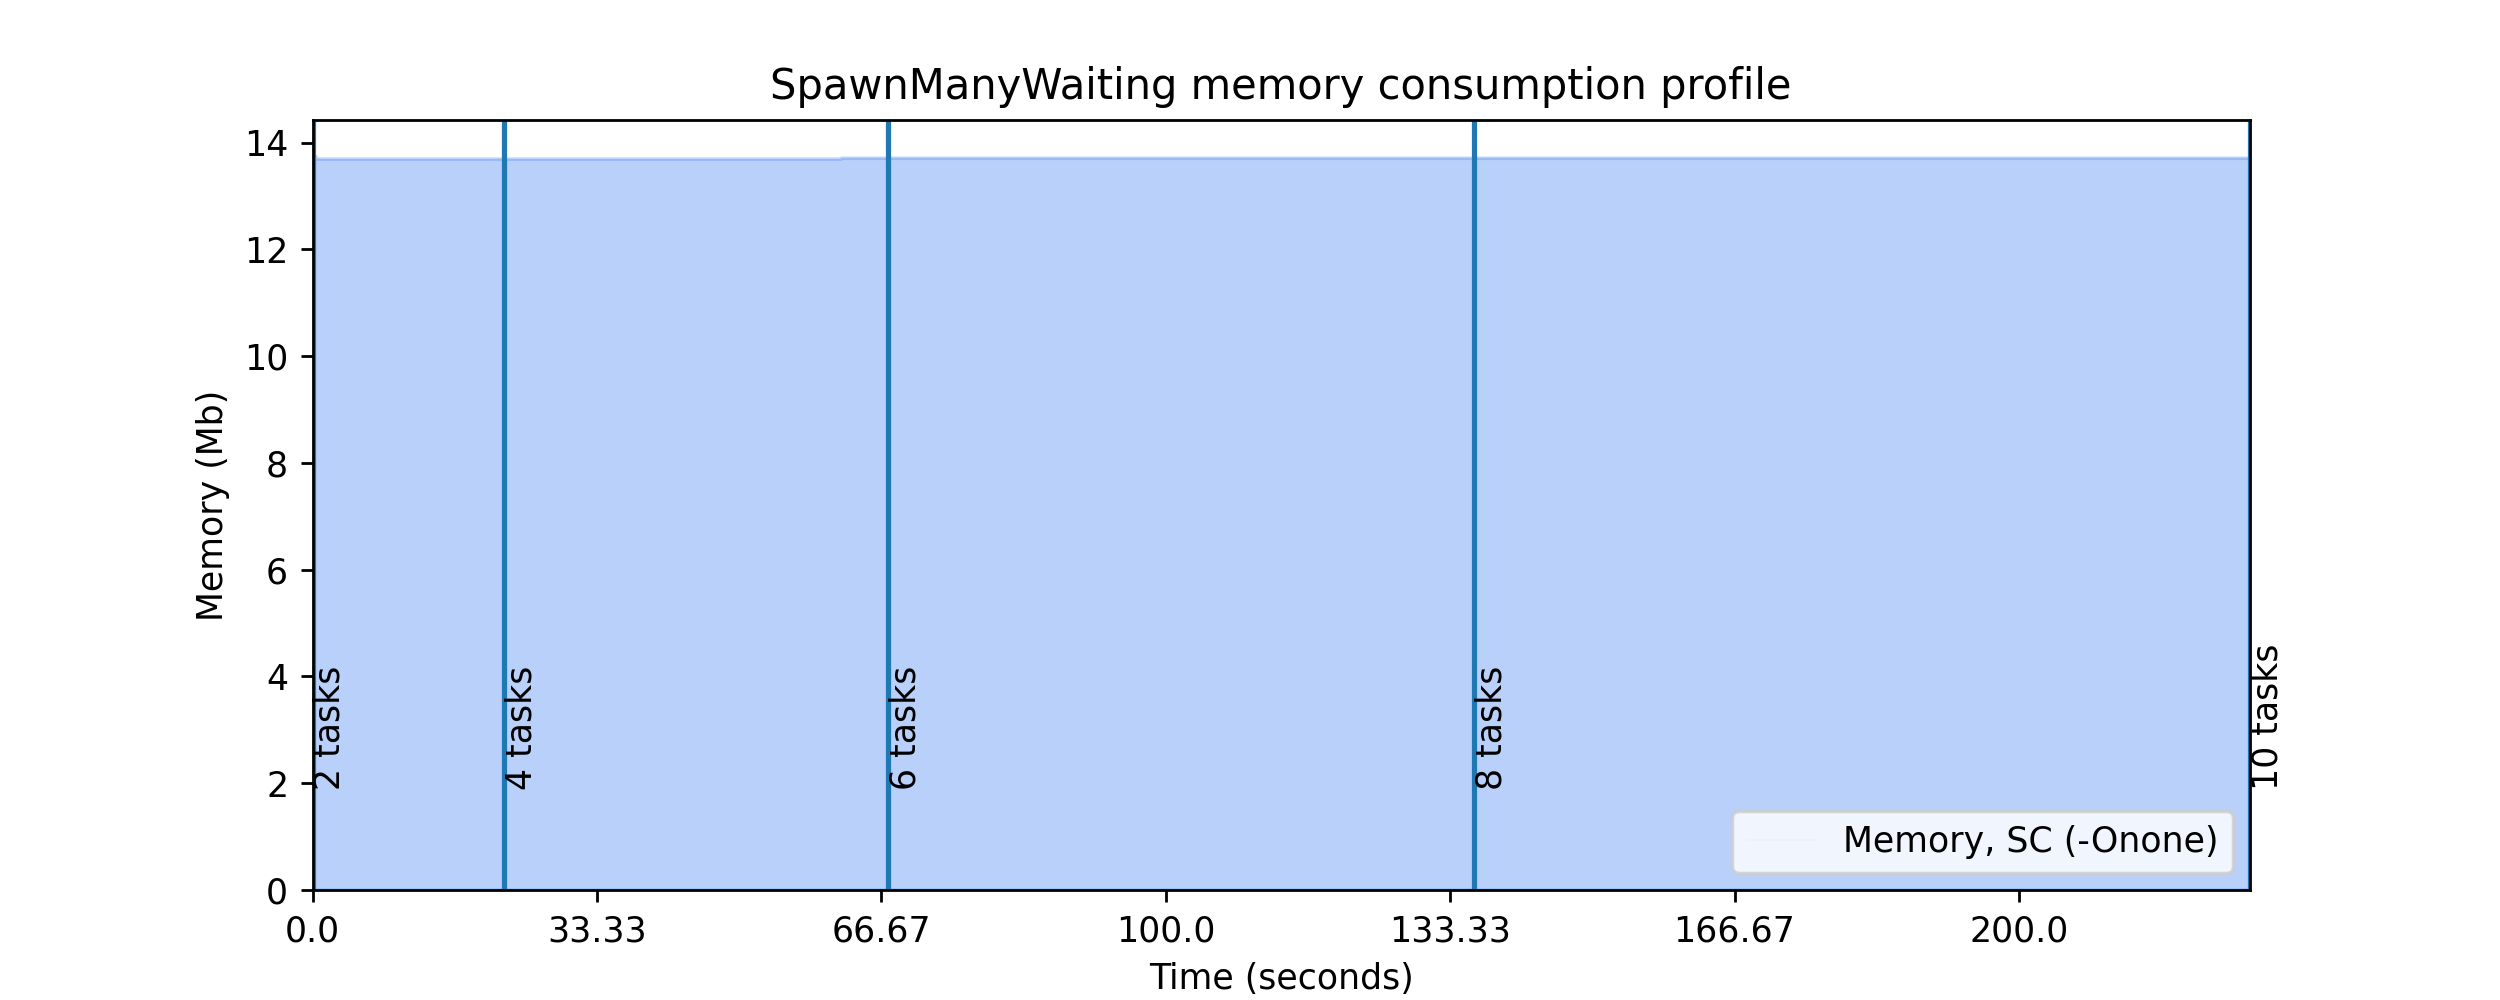 SpawnManyWaiting memory consumption profile
Memory (Mb)
14
12
10
8
6
4
2
0
2 tasks
4 tasks
6 tasks
8 tasks
10 tasks
Memory, SC (-Onone)
0.0 33.33 66.67 100.0 133.33 166.67 200.0
Time (seconds)